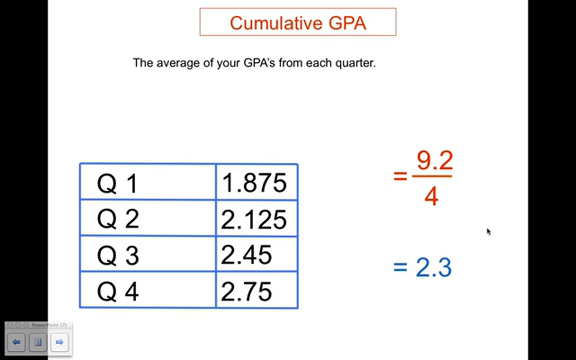 Cumulative GPA
The average of your GPA's from each quarter.
Q 1 1.875
Q 2 2.125
Q 3 2.45
Q 4 2.75
= 9.2
4
= 2.3